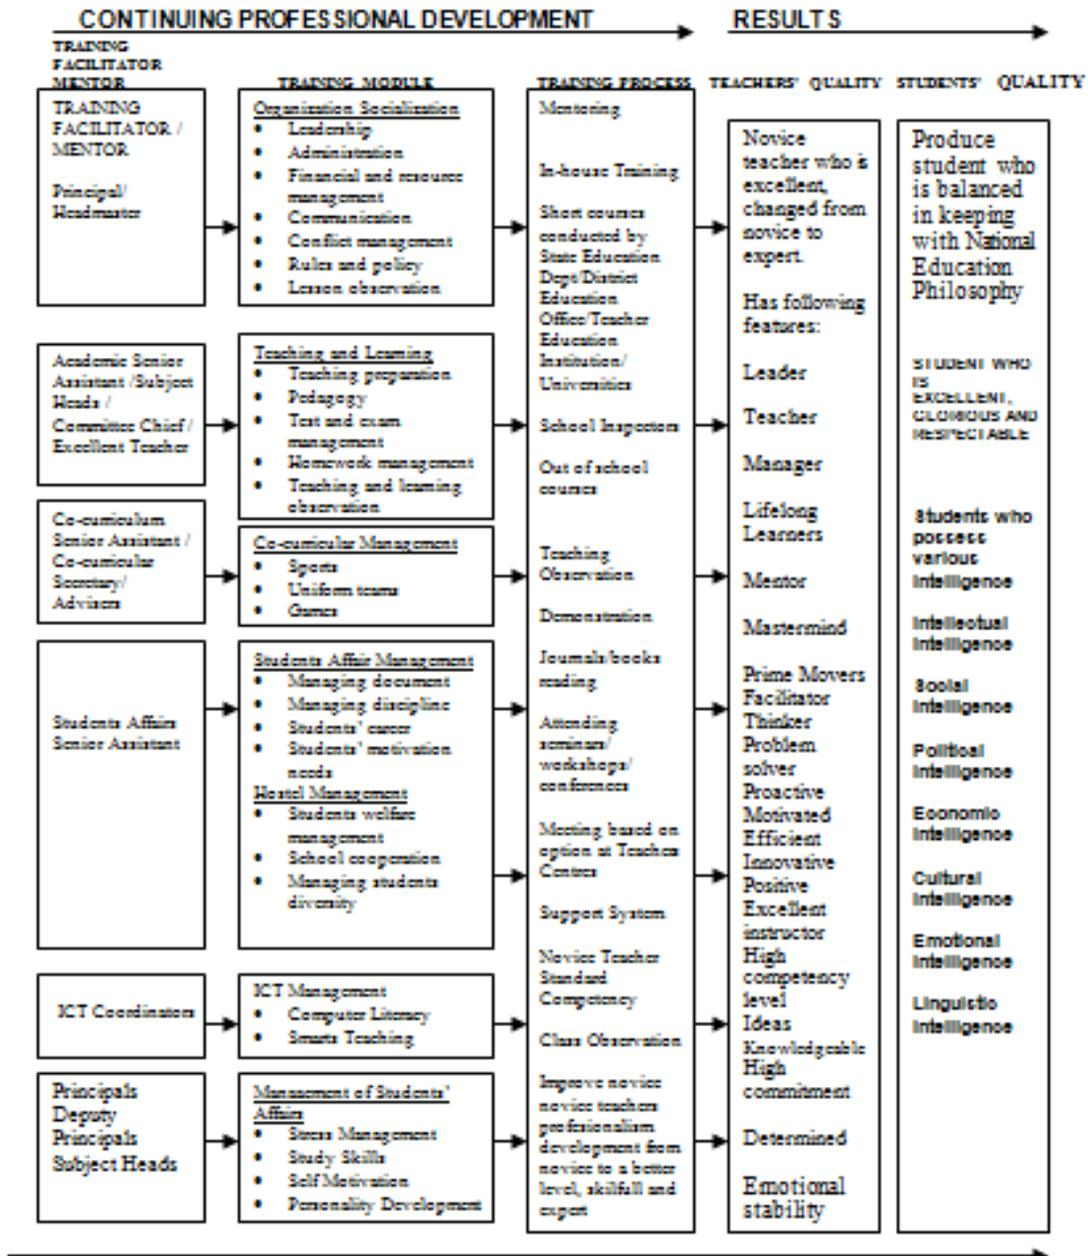 CONTINUING PROFESSIONAL DEVELOPMENT
RESULTS
TRAINING
FACILITATOR
MENTOR
TRAINING MODULE
TRAINING PROCESS
TEACHERS' QUALITY
STUDENTS' QUALITY
TRAINING
FACILITATOR /
MENTOR
Principal/
Headmaster
Organization Socialization
• Leadership
• Administration
• Financial and resource
management
• Communication
• Conflict management
• Rules and policy
• Lesson observation
Academic Senior
Assistant /Subject
Heads /
Committee Chief /
Excellent Teacher
Teaching and Learning
• Teaching preparation
• Pedagogy
• Test and exam
management
• Homework management
• Teaching and learning
observation
Co-curriculum
Senior Assistant /
Co-curricular
Secretary/
Advisers
Co-curricular Management
• Sports
• Uniform teams
• Games
Students Affairs
Senior Assistant
Students Affair Management
• Managing document
• Managing discipline
• Students' career
• Students' motivation
needs
Hostel Management
• Students welfare
management
• School cooperation
• Managing students
diversity
ICT Coordinators
ICT Management
• Computer Literacy
• Smarts Teaching
Principals
Deputy
Principals
Subject Heads
Management of Students'
Affairs
• Stress Management
• Study Skills
• Self Motivation
• Personality Development
Mentoring
In-house Training
Short courses
conducted by
State Education
Dept/District
Education
Office/Teacher
Education
Institution/
Universities
School Inspectors
Out of school
courses
Teaching
Observation
Demonstration
Journals/books
reading
Attending
seminars/
workshops/
conferences
Meeting based on
option at Teachers
Centres
Support System
Novice Teacher
Standard
Competency
Class Observation
Improve novice
novice teachers
profesionalism
development from
novice to a better
level, skilfull and
expert
Novice
teacher who is
excellent,
changed from
novice to
expert.
Has following
features:
Leader
Teacher
Manager
Lifelong
Learners
Mentor
Mastermind
Prime Movers
Facilitator
Thinker
Problem
solver
Proactive
Motivated
Efficient
Innovative
Positive
Excellent
instructor
High
competency
level
Ideas
Knowledgeable
High
commitment
Determined
Emotional
stability
Produce
student who
is balanced
in keeping
with National
Education
Philosophy
STUDENT WHO
IS
EXCELLENT,
GLORIOUS AND
RESPECTABLE
Students who
possess
various
Intelligence
Intellectual
Intelligence
Social
Intelligence
Political
Intelligence
Economic
Intelligence
Cultural
Intelligence
Emotional
Intelligence
Linguistic
Intelligence